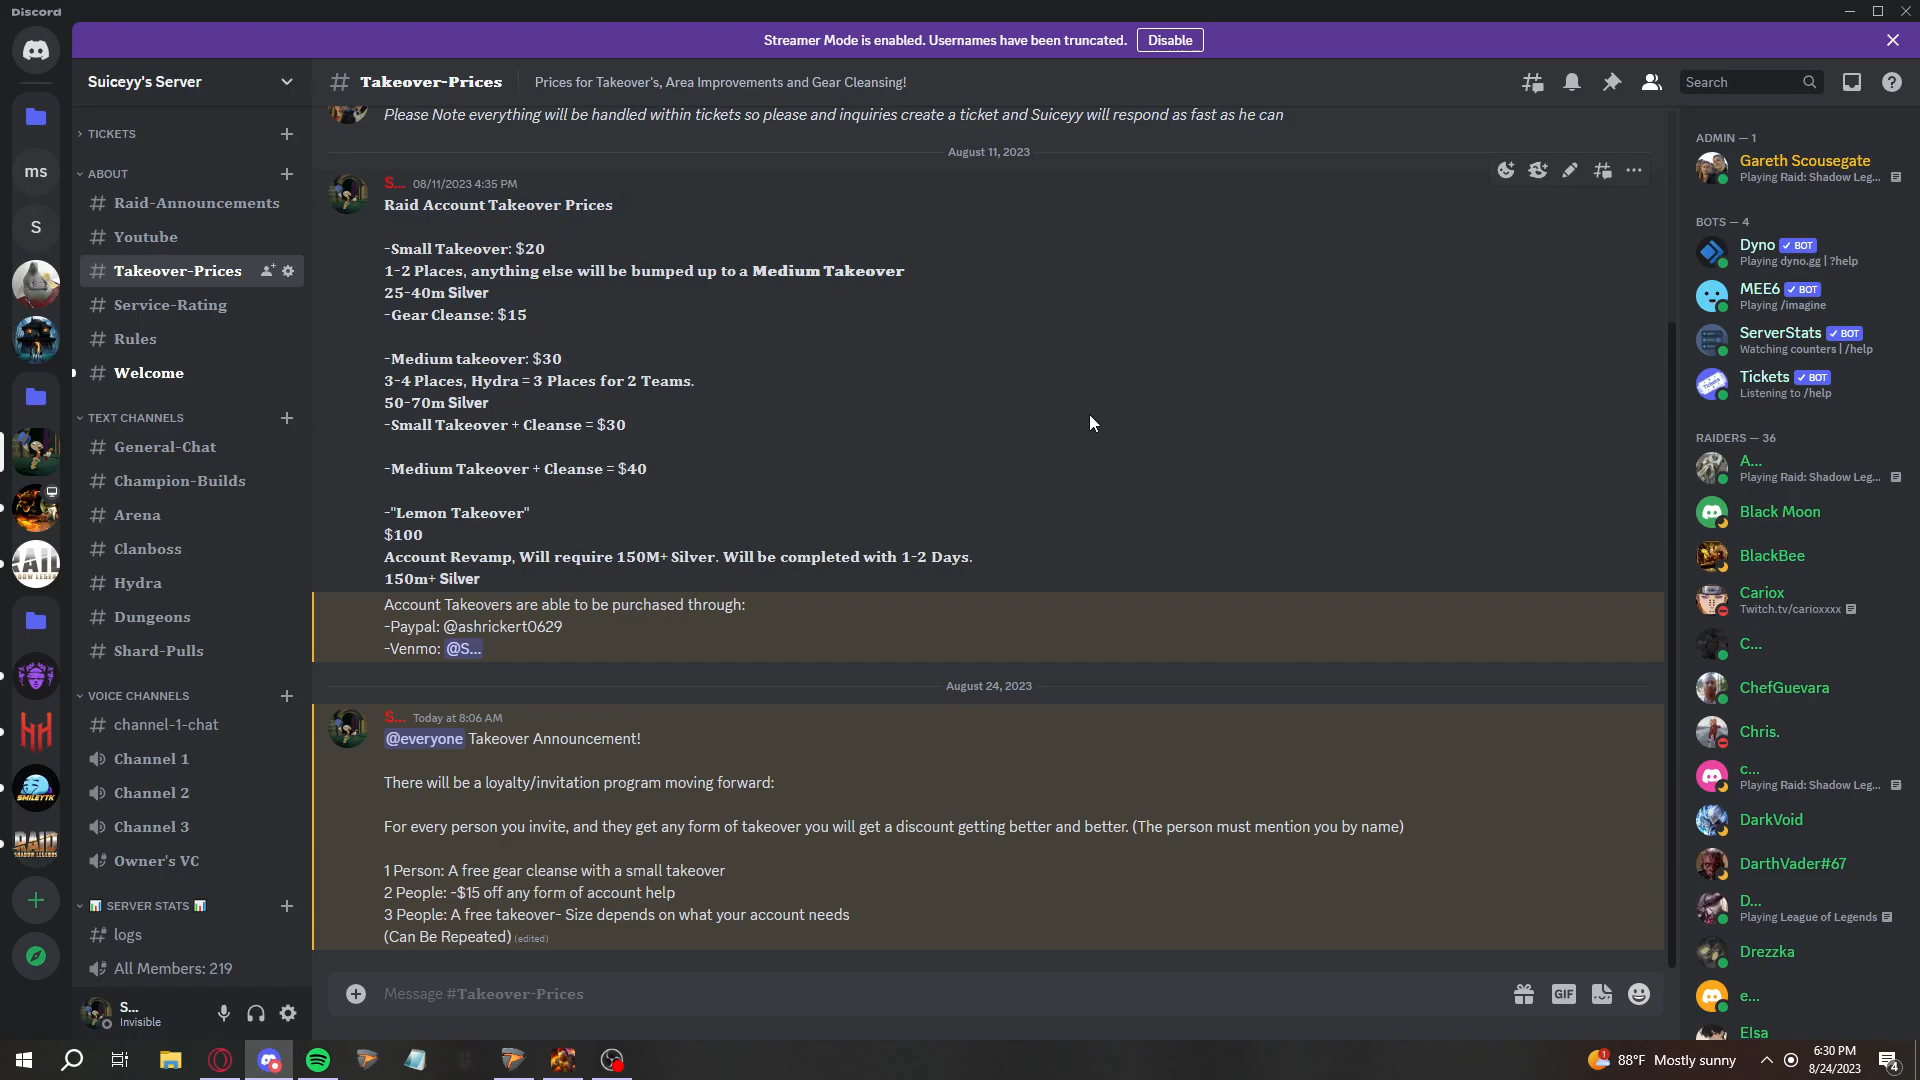 Discord
Streamer Mode is enabled. Usernames have been truncated.
Disable
Suiceyy's Server
Takeover-Prices
Prices for Takeover's, Area Improvements and Gear Cleansing!
Search
ms
S
TICKETS
ABOUT
Raid-Announcements
Youtube
Takeover-Prices
Service-Rating
Rules
Welcome
TEXT CHANNELS
General-Chat
Champion-Builds
Arena
Clanboss
Hydra
Dungeons
Shard-Pulls
VOICE CHANNELS
channel-1-chat
Channel 1
Channel 2
Channel 3
Owner's VC
SERVER STATS
logs
All Members: 219
S...
Invisible
SMILEYTK
RAID
SHADOW LEGENDS
Please Note everything will be handled within tickets so please and inquiries create a ticket and Suiceyy will respond as fast as he can
August 11, 2023
S... 08/11/2023 4:35 PM
Raid Account Takeover Prices
-Small Takeover: $20
1-2 Places, anything else will be bumped up to a Medium Takeover
25-40m Silver
-Gear Cleanse: $15
-Medium takeover: $30
3-4 Places, Hydra = 3 Places for 2 Teams.
50-70m Silver
-Small Takeover + Cleanse = $30
-Medium Takeover + Cleanse = $40
-"Lemon Takeover"
$100
Account Revamp, Will require 150M+ Silver. Will be completed with 1-2 Days.
150m+ Silver
Account Takeovers are able to be purchased through:
-Paypal: @ashrickert0629
-Venmo: @S...
August 24, 2023
S... Today at 8:06 AM
@everyone Takeover Announcement!
There will be a loyalty/invitation program moving forward:
For every person you invite, and they get any form of takeover you will get a discount getting better and better. (The person must mention you by name)
1 Person: A free gear cleanse with a small takeover
2 People: -$15 off any form of account help
3 People: A free takeover- Size depends on what your account needs
(Can Be Repeated) (edited)
Message #Takeover-Prices
GIF
ADMIN — 1
Gareth Scousegate
Playing Raid: Shadow Leg...
BOTS — 4
Dyno ✓ BOT
Playing dyno.gg | ?help
MEE6 ✓ BOT
Playing /imagine
ServerStats ✓ BOT
Watching counters | /help
Tickets ✓ BOT
Listening to /help
RAIDERS — 36
A...
Playing Raid: Shadow Leg...
Black Moon
BlackBee
Cariox
Twitch.tv/carioxxxx
C...
ChefGuevara
Chris.
c...
Playing Raid: Shadow Leg...
DarkVoid
DarthVader#67
D...
Playing League of Legends
Drezzka
e...
Elsa
1
88°F Mostly sunny
6:30 PM
8/24/2023
4